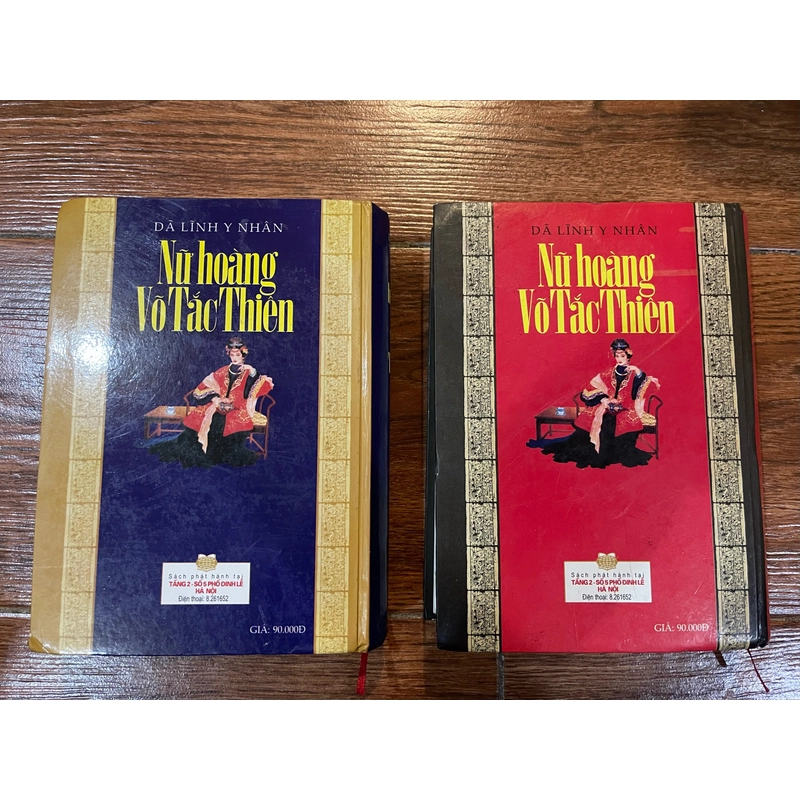 DÃ LĨNH Y NHÂN
Nữ hoàng
Võ Tắc Thiên
Sách phát hành tại
TẦNG 2 - SỐ 5 PHỐ ĐINH LỄ
HÀ NỘI
Điện thoại: 8.261652
GIÁ: 90.000Đ
DÃ LĨNH Y NHÂN
Nữ hoàng
Võ Tắc Thiên
Sách phát hành tại
TẦNG 2 - SỐ 5 PHỐ ĐINH LỄ
HÀ NỘI
Điện thoại: 8.261652
GIÁ: 90.000Đ